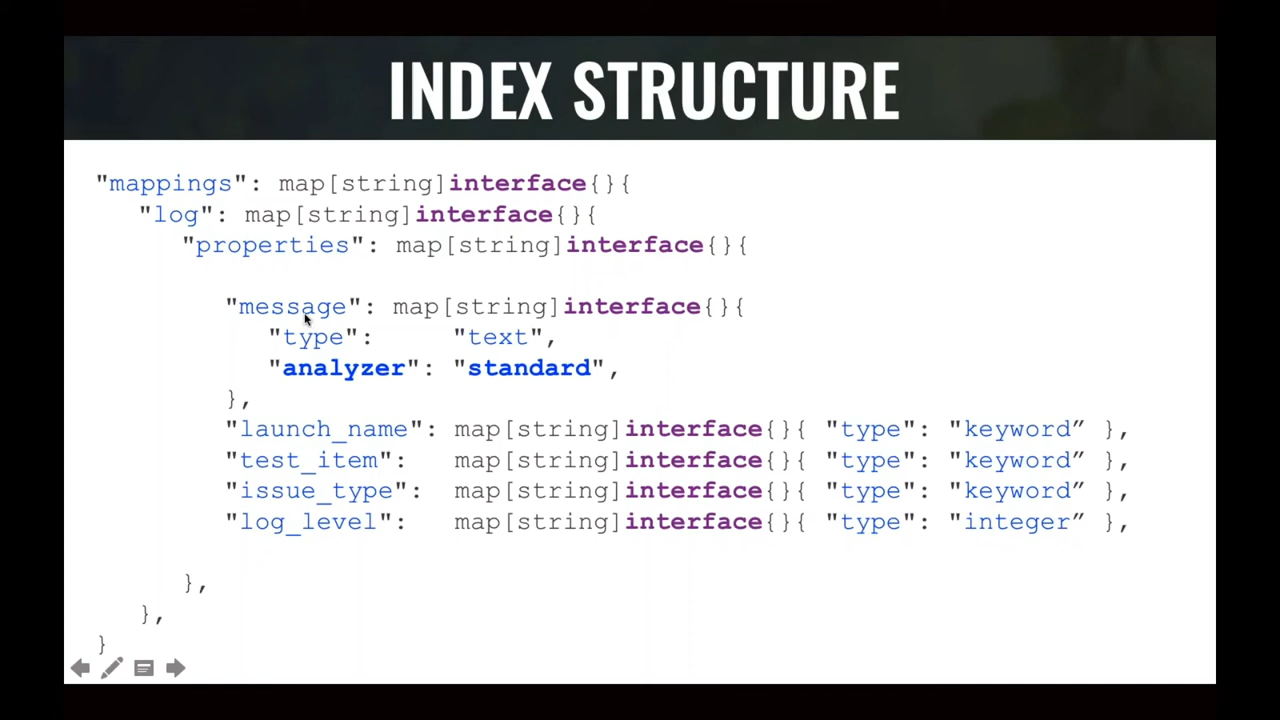 INDEX STRUCTURE
"mappings": map[string]interface{}{
"log": map[string]interface{}{
"properties": map[string]interface{}{
"message": map[string]interface{}{
"type": "text",
"analyzer": "standard",
},
"launch_name": map[string]interface{}{ "type": "keyword” },
"test_item": map[string]interface{}{ "type": "keyword” },
"issue_type": map[string]interface{}{ "type": "keyword” },
"log_level": map[string]interface{}{ "type": "integer” },
},
},
}